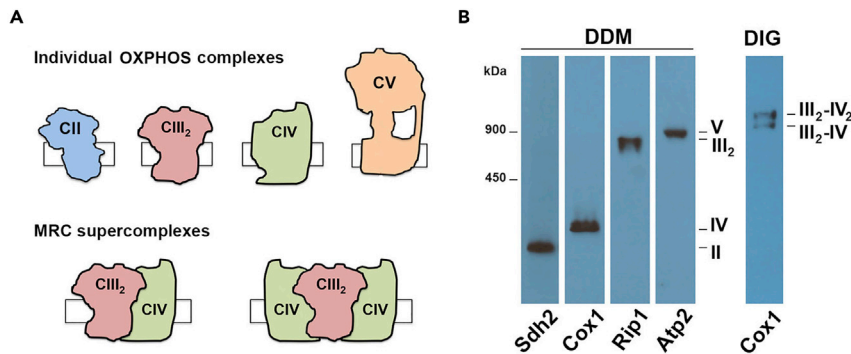 A
Individual OXPHOS complexes
CII
CIII2
CIV
CV
MRC supercomplexes
CIII2
CIV
CIV
CIII2
CIV
B
DDM
DIG
kDa
900
450
V
III2
IV
II
III2-IV2
III2-IV
Sdh2
Cox1
Rip1
Atp2
Cox1